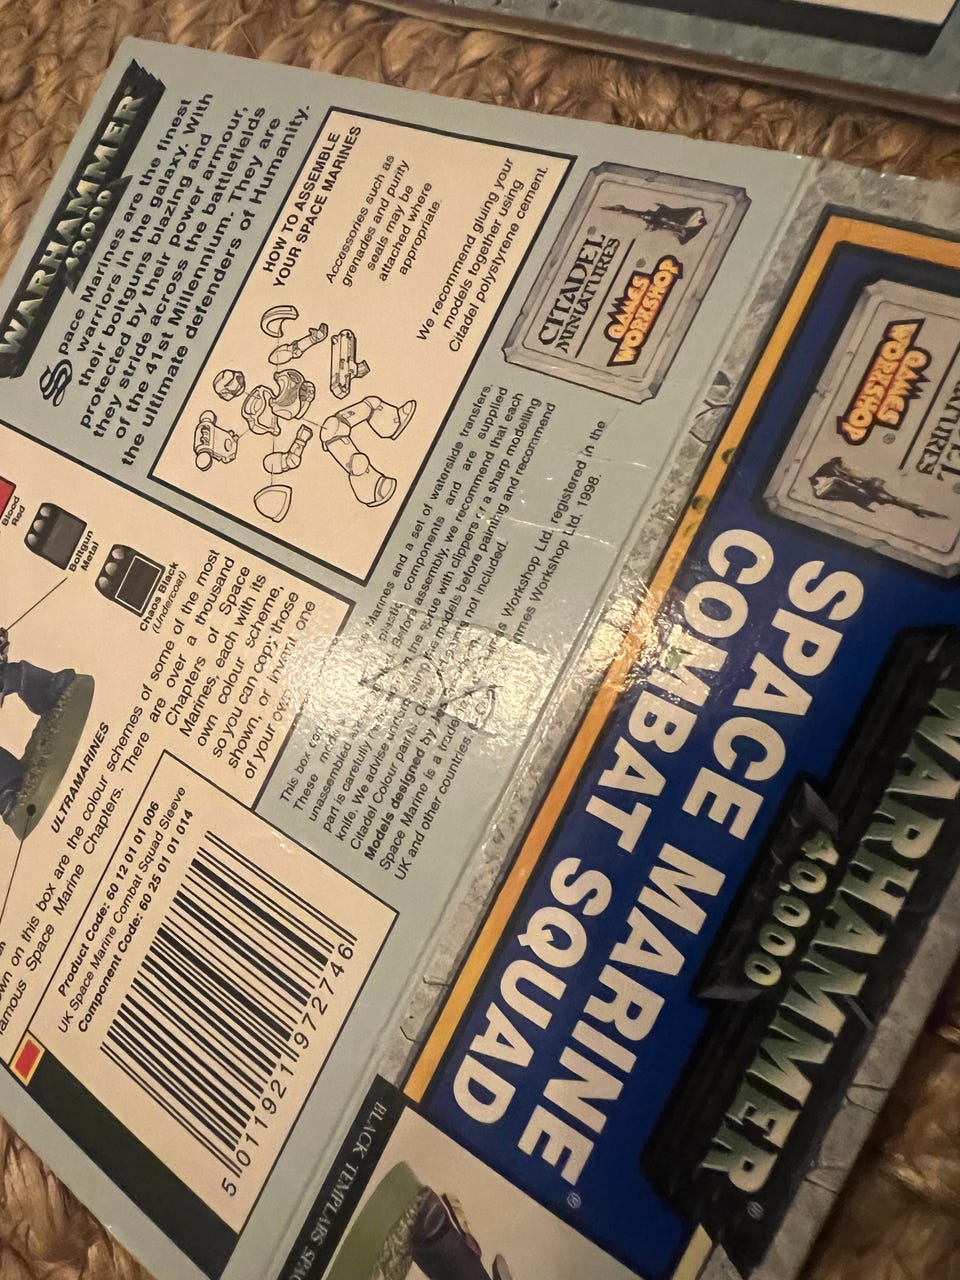 WARHAMMER
40,000
Space Marines are the finest
warriors in the galaxy. With
their boltguns blazing and
protected by their power armour,
they stride across the battlefields
of the 41st Millennium. They are
the ultimate defenders of Humanity.
HOW TO ASSEMBLE
YOUR SPACE MARINES
Accessories such as
grenades and purity
seals may be
attached where
appropriate
We recommend gluing your
models together using
Citadel polystyrene cement.
Blood
Red
Boltgun
Metal
Chaos Black
(Undercoat)
ULTRAMARINES
own on this box are the colour schemes of some of the most
famous Space Marine Chapters. There are over a thousand
Chapters of Space
Marines, each with its
own colour scheme,
so you can copy those
shown, or invent one
of your own
Product Code: 60 12 01 01 006
UK Space Marine Combat Squad Sleeve
Component Code: 60 25 01 01 014
5 011921 972746
This box Marines and a set of waterslide transfers.
These plastic components and are supplied
unassembled Before assembly, we recommend that each
part is carefully the sprue with clippers or a sharp modelling
knife. We advise models before painting and recommend
Citadel Colour not included.
Models designed by
Space Marine is a Workshop Ltd, registered in the
UK and other countries. Workshop Ltd. 1998.
CITADEL®
MINIATURES
GAMES
WORKSHOP
GAMES
WORKSHOP®
SPACE MARINE®
COMBAT SQUAD
WARHAMMER®
40,000
BLACK TEMPLARS